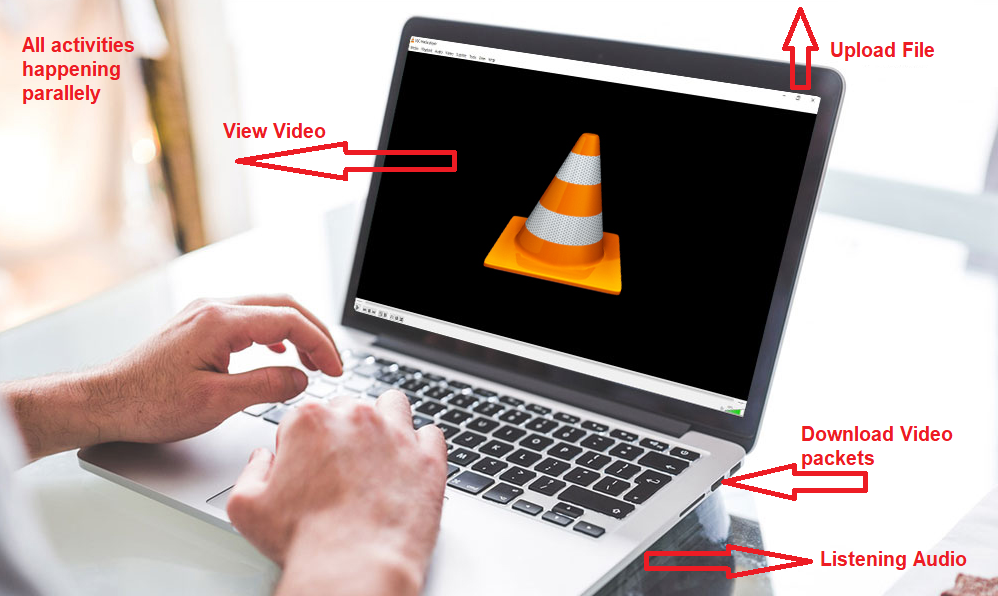 All activities
happening
parallely
Upload File
View Video
Download Video
packets
Listening Audio